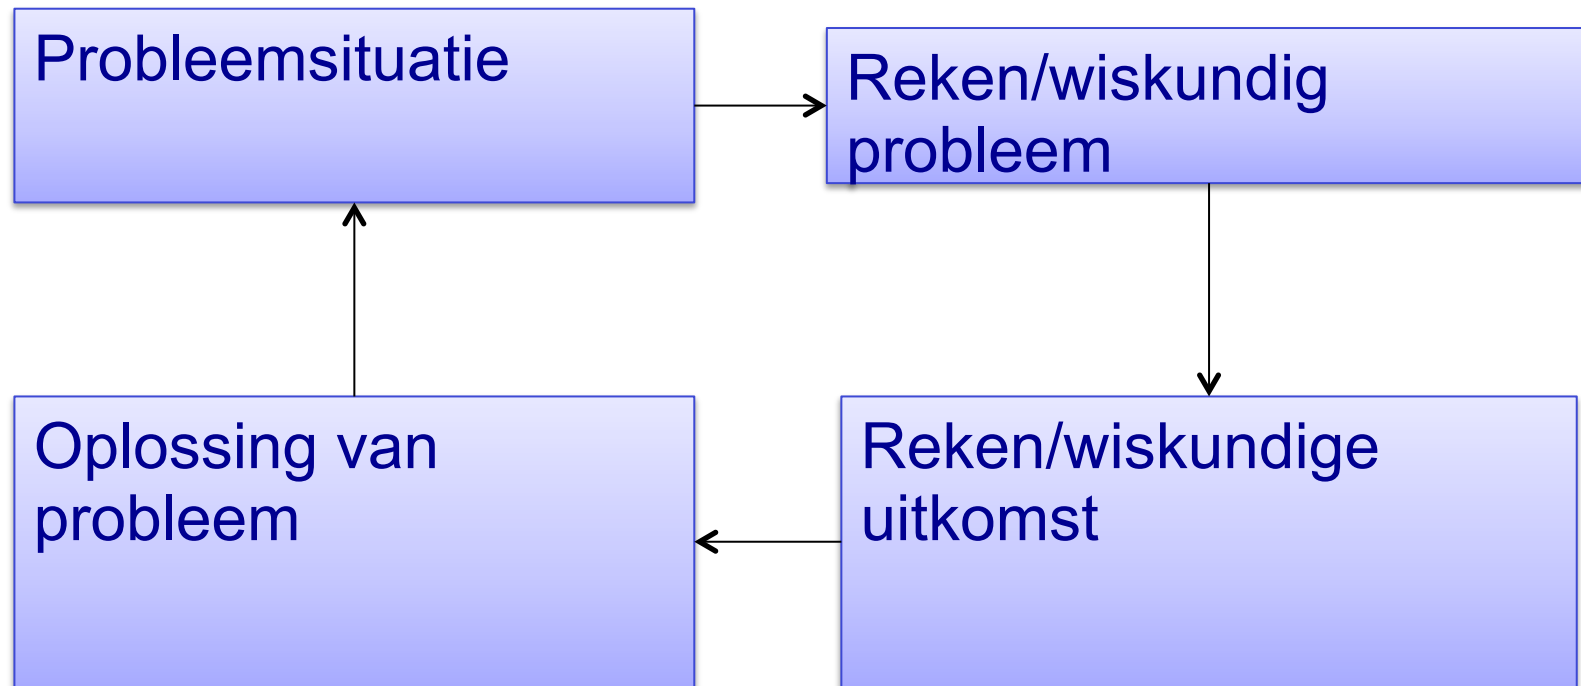 Probleemsituatie
Reken/wiskundig
probleem
Oplossing van
probleem
Reken/wiskundige
uitkomst